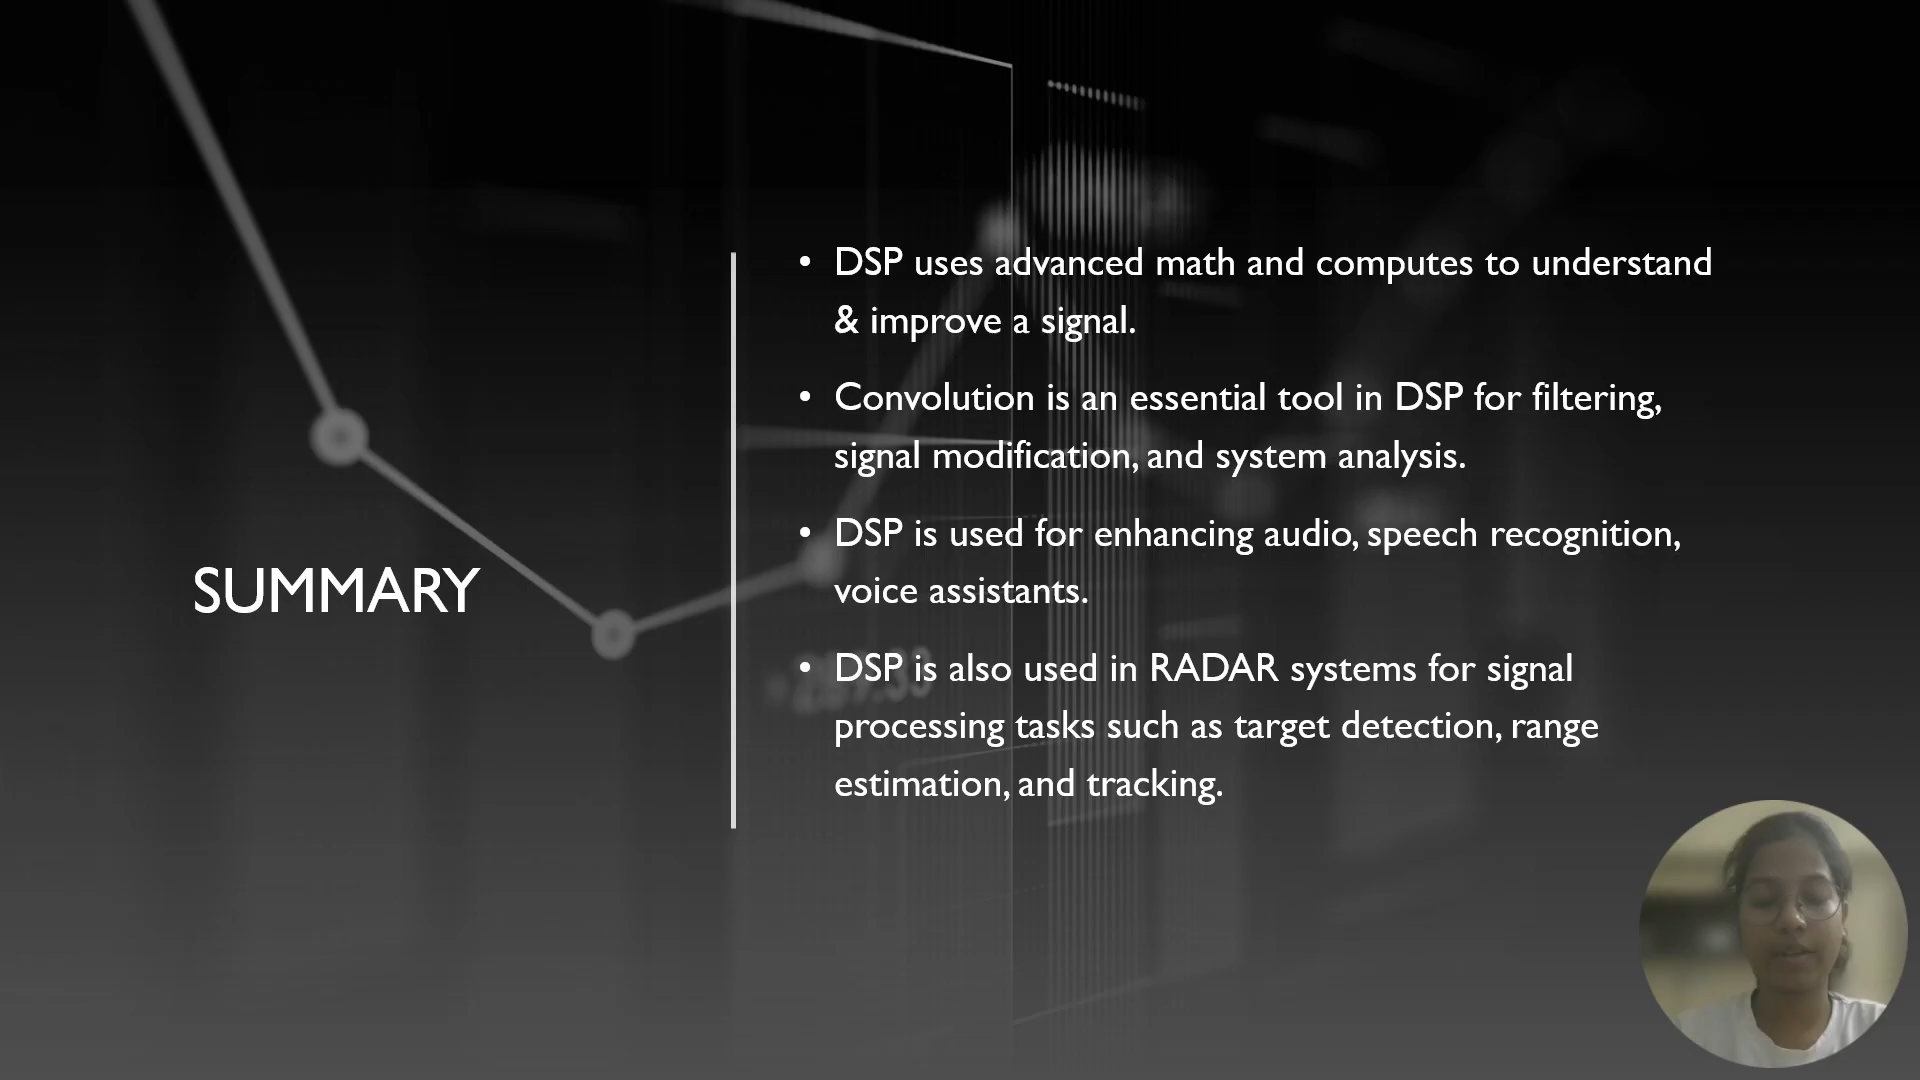 SUMMARY
• DSP uses advanced math and computes to understand
& improve a signal.
• Convolution is an essential tool in DSP for filtering,
signal modification, and system analysis.
• DSP is used for enhancing audio, speech recognition,
voice assistants.
• DSP is also used in RADAR systems for signal
processing tasks such as target detection, range
estimation, and tracking.